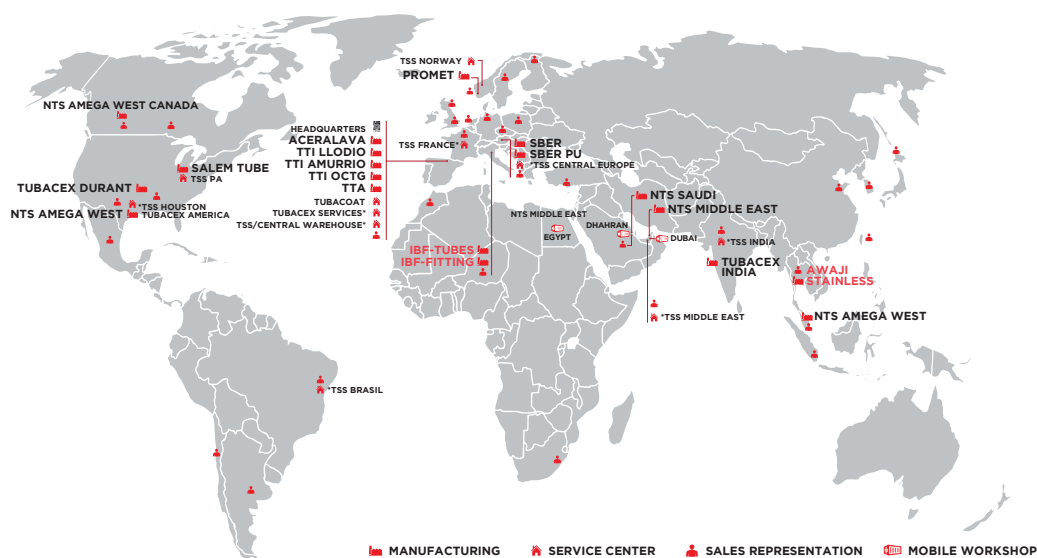 TSS NORWAY
PROMET
NTS AMEGA WEST CANADA
HEADQUARTERS
ACERALAVA
TTI LLODIO
TTI AMURRIO
TTI OCTG
TTA
TUBACOAT
TUBACEX SERVICES*
TSS/CENTRAL WAREHOUSE*
TSS FRANCE*
SBER
SBER PU
*TSS CENTRAL EUROPE
SALEM TUBE
TSS PA
TUBACEX DURANT
*TSS HOUSTON
NTS AMEGA WEST
TUBACEX AMERICA
NTS SAUDI
NTS MIDDLE EAST
NTS MIDDLE EAST
EGYPT
DHAHRAN
DUBAI
*TSS INDIA
IBF-TUBES
IBF-FITTING
TUBACEX
INDIA
AWAJI
STAINLESS
*TSS MIDDLE EAST
NTS AMEGA WEST
*TSS BRASIL
MANUFACTURING
SERVICE CENTER
SALES REPRESENTATION
MOBILE WORKSHOP